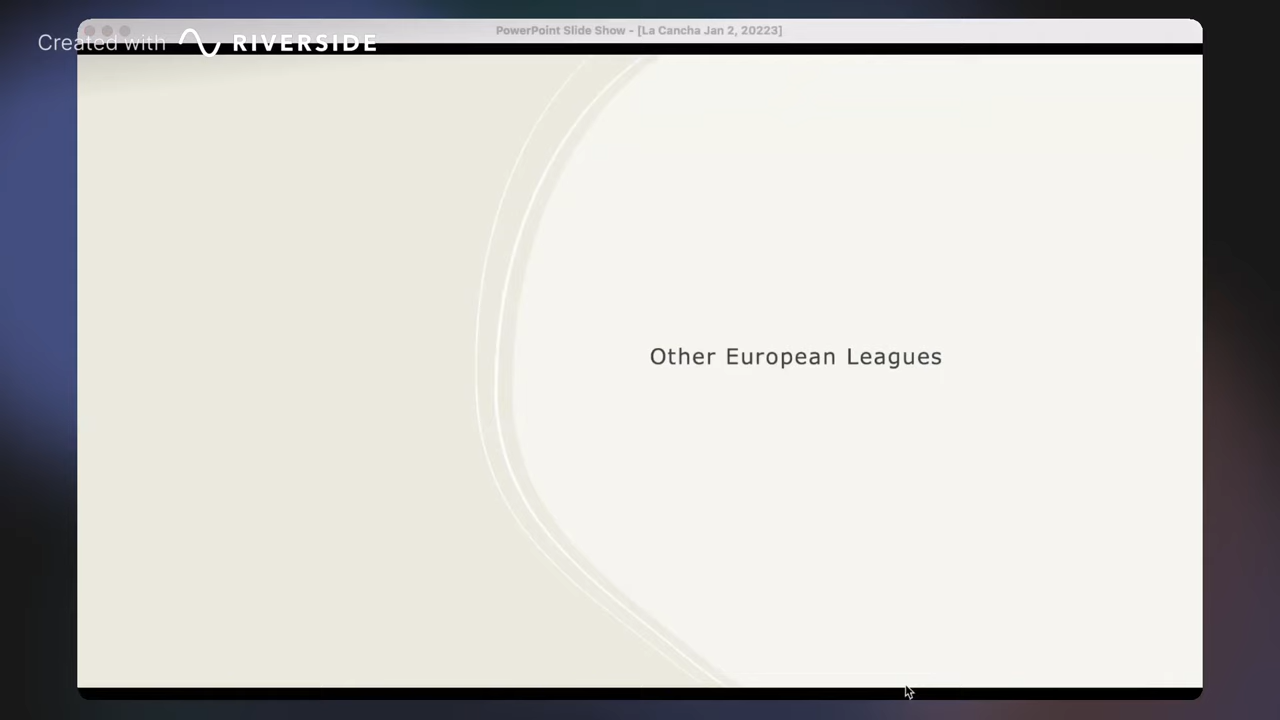 PowerPoint Slide Show - [La Cancha Jan 2, 20223]
Created with RIVERSIDE
Other European Leagues